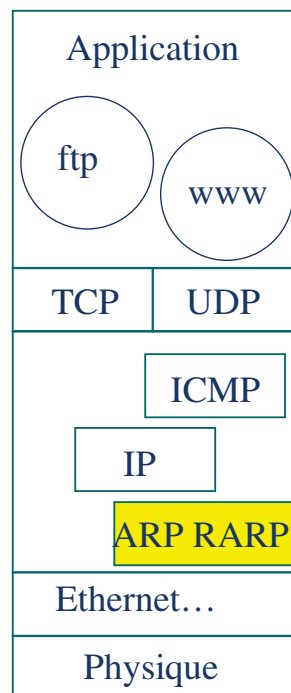 Application
ftp
www
TCP UDP
ICMP
IP
ARP RARP
Ethernet…
Physique